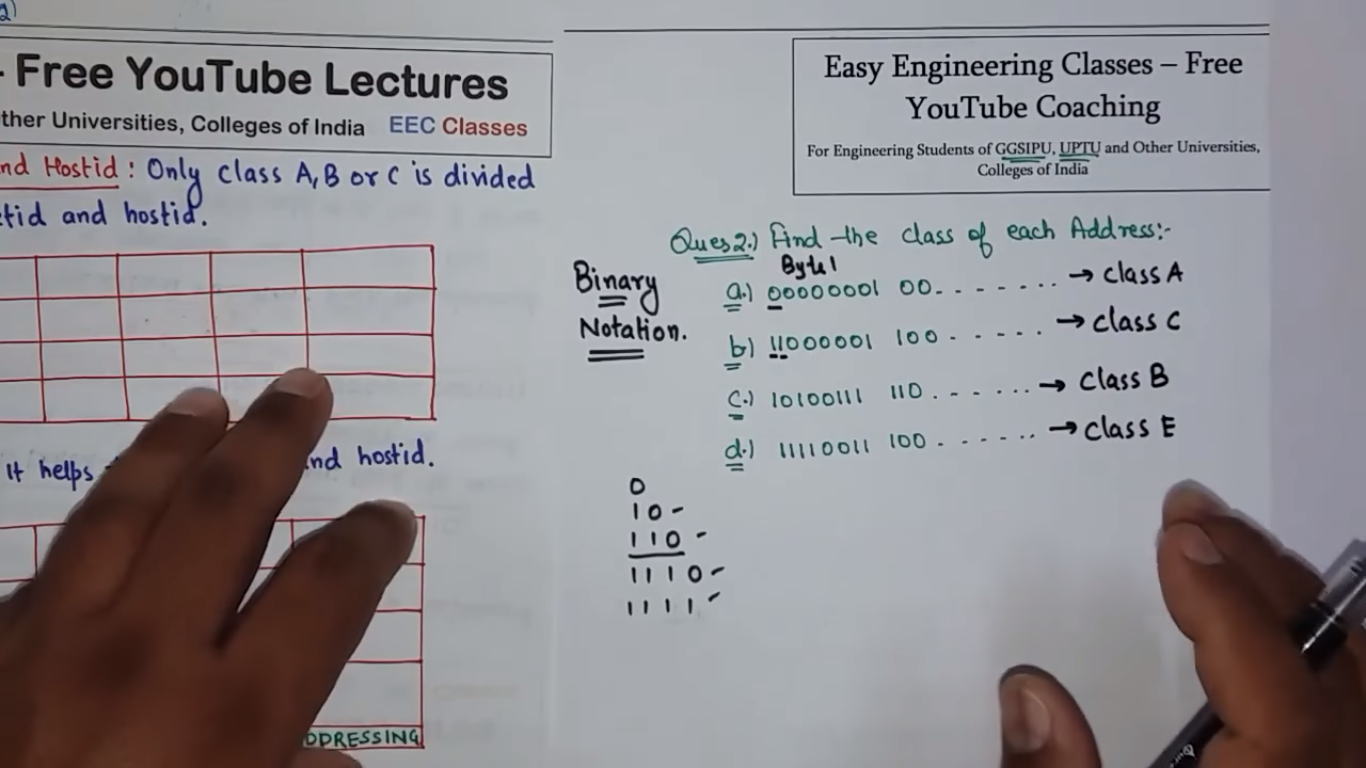 2)
- Free YouTube Lectures
ther Universities, Colleges of India EEC Classes
nd Hostid : Only class A, B or C is divided
tid and hostid.
It helps
nd hostid.
DDRESSING
Easy Engineering Classes – Free
YouTube Coaching
For Engineering Students of GGSIPU, UPTU and Other Universities,
Colleges of India
Ques 2.) Find the class of each Address:-
Binary
Notation.
Byte 1
a.) 00000001 00. - - - - - - . → class A
b) 11000001 100 - - - - - → class C
c.) 10100111 110 . - - - - . . → class B
d.) 11110011 100 - - - - - . . → class E
0
10 -
110 -
1110 -
1111 -